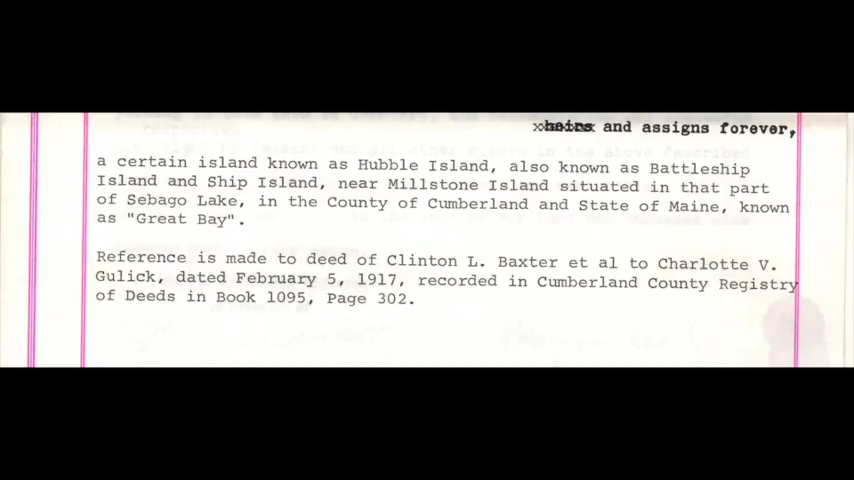 heirs and assigns forever,
a certain island known as Hubble Island, also known as Battleship
Island and Ship Island, near Millstone Island situated in that part
of Sebago Lake, in the County of Cumberland and State of Maine, known
as "Great Bay".
Reference is made to deed of Clinton L. Baxter et al to Charlotte V.
Gulick, dated February 5, 1917, recorded in Cumberland County Registry
of Deeds in Book 1095, Page 302.